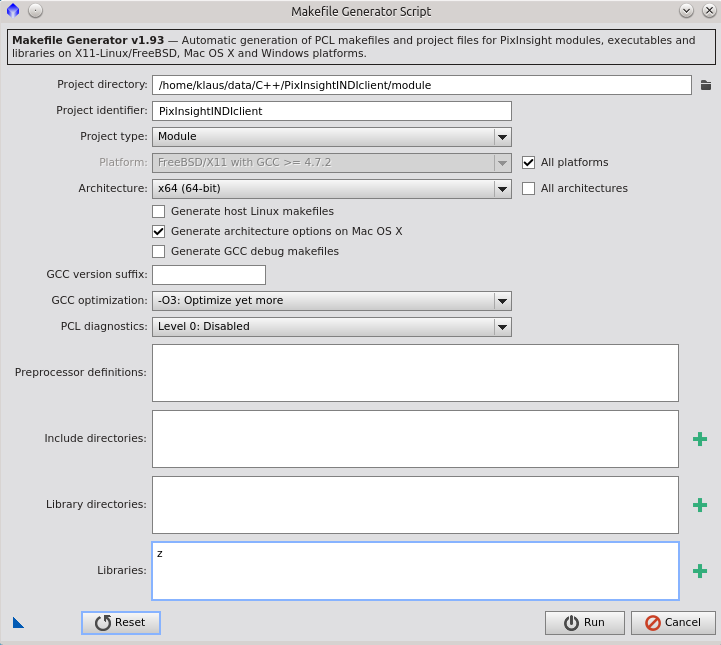 Makefile Generator Script
Makefile Generator v1.93 — Automatic generation of PCL makefiles and project files for PixInsight modules, executables and
libraries on X11-Linux/FreeBSD, Mac OS X and Windows platforms.
Project directory: /home/klaus/data/C++/PixInsightINDIclient/module
Project identifier: PixInsightINDIclient
Project type: Module
Platform: FreeBSD/X11 with GCC >= 4.7.2 All platforms
Architecture: x64 (64-bit) All architectures
Generate host Linux makefiles
Generate architecture options on Mac OS X
Generate GCC debug makefiles
GCC version suffix:
GCC optimization: -O3: Optimize yet more
PCL diagnostics: Level 0: Disabled
Preprocessor definitions:
Include directories:
Library directories:
Libraries: z
Reset Run Cancel